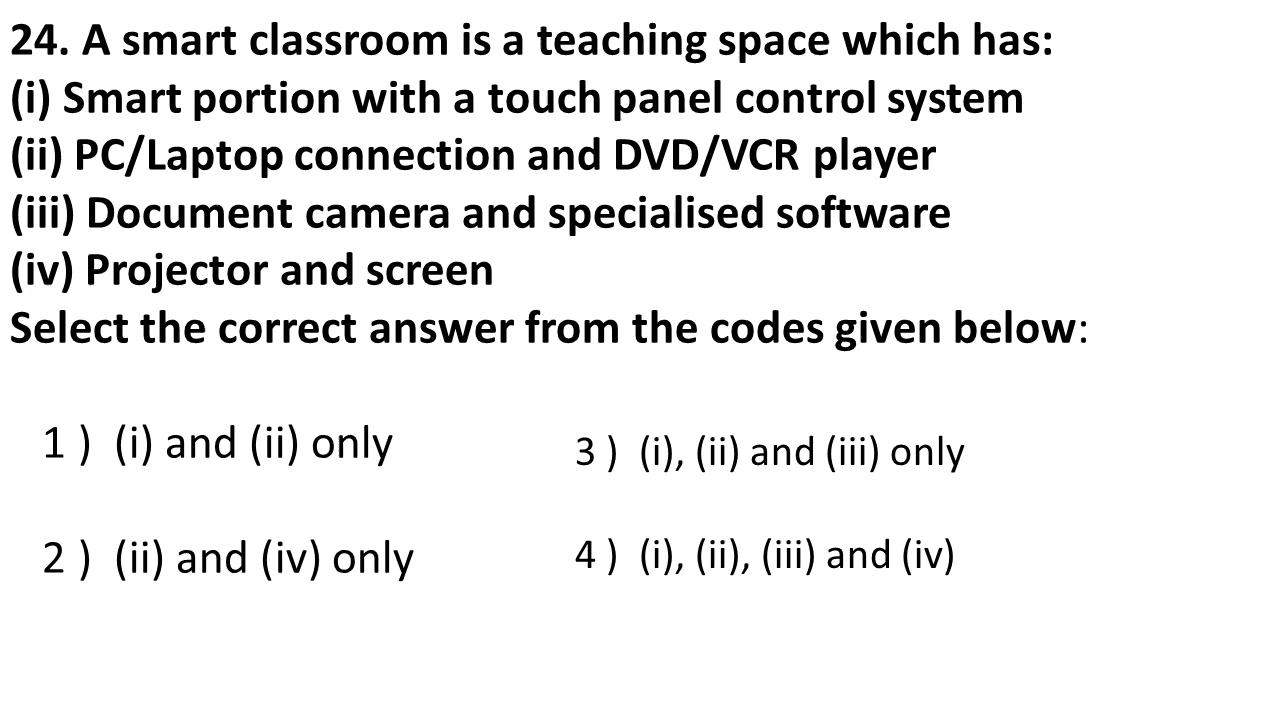 24. A smart classroom is a teaching space which has:
(i) Smart portion with a touch panel control system
(ii) PC/Laptop connection and DVD/VCR player
(iii) Document camera and specialised software
(iv) Projector and screen
Select the correct answer from the codes given below:
1 ) (i) and (ii) only
3 ) (i), (ii) and (iii) only
2 ) (ii) and (iv) only
4 ) (i), (ii), (iii) and (iv)